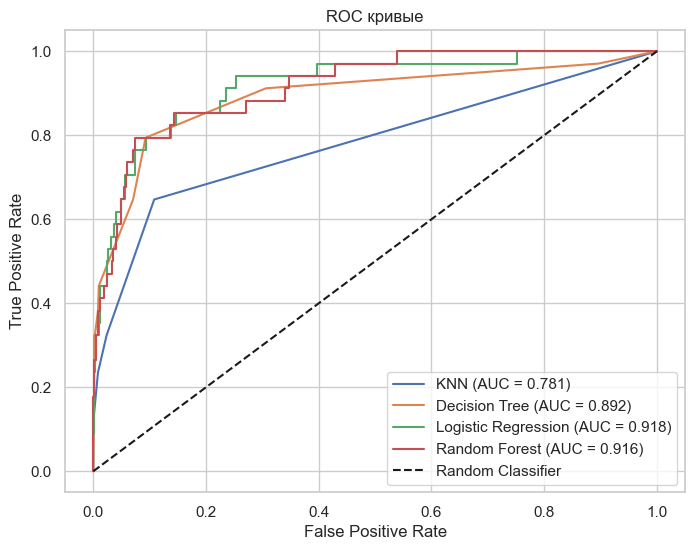 ROC кривые
True Positive Rate
1.0
0.8
0.6
0.4
0.2
0.0
0.0 0.2 0.4 0.6 0.8 1.0
False Positive Rate
KNN (AUC = 0.781)
Decision Tree (AUC = 0.892)
Logistic Regression (AUC = 0.918)
Random Forest (AUC = 0.916)
Random Classifier